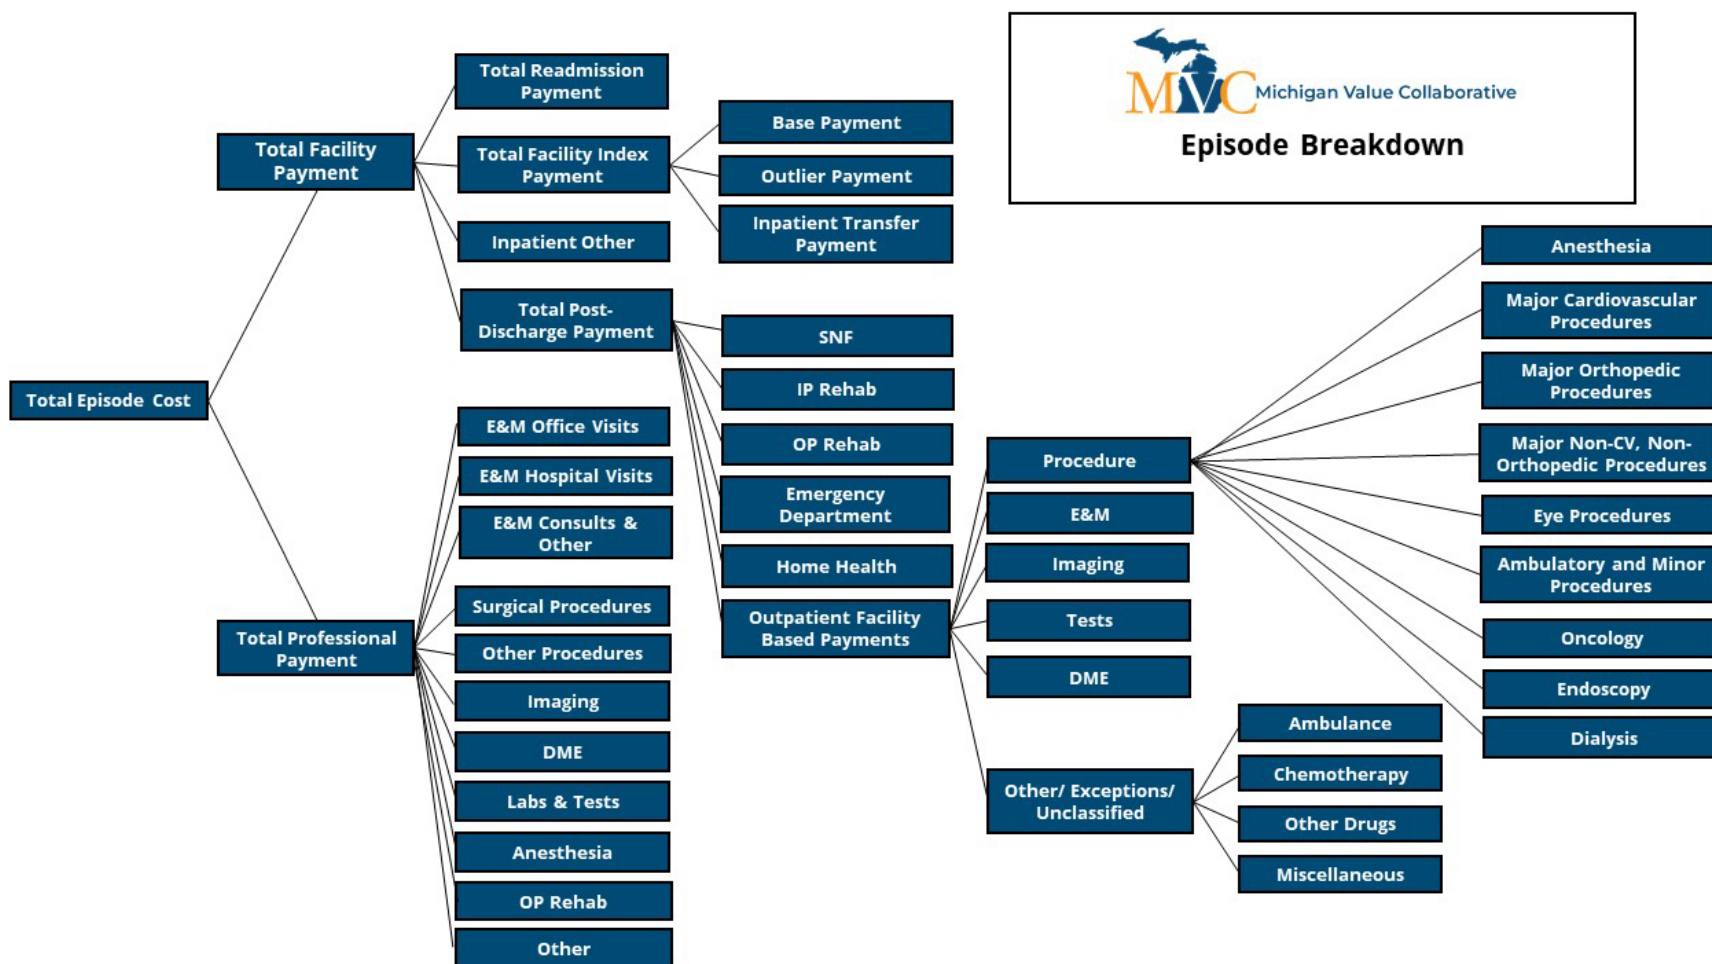 MVC Michigan Value Collaborative
Episode Breakdown
Total Episode Cost
Total Facility
Payment
Total Professional
Payment
Total Readmission
Payment
Total Facility Index
Payment
Inpatient Other
Total Post-
Discharge Payment
E&M Office Visits
E&M Hospital Visits
E&M Consults &
Other
Surgical Procedures
Other Procedures
Imaging
DME
Labs & Tests
Anesthesia
OP Rehab
Other
Base Payment
Outlier Payment
Inpatient Transfer
Payment
SNF
IP Rehab
OP Rehab
Emergency
Department
Home Health
Outpatient Facility
Based Payments
Procedure
E&M
Imaging
Tests
DME
Other/ Exceptions/
Unclassified
Ambulance
Chemotherapy
Other Drugs
Miscellaneous
Anesthesia
Major Cardiovascular
Procedures
Major Orthopedic
Procedures
Major Non-CV, Non-
Orthopedic Procedures
Eye Procedures
Ambulatory and Minor
Procedures
Oncology
Endoscopy
Dialysis